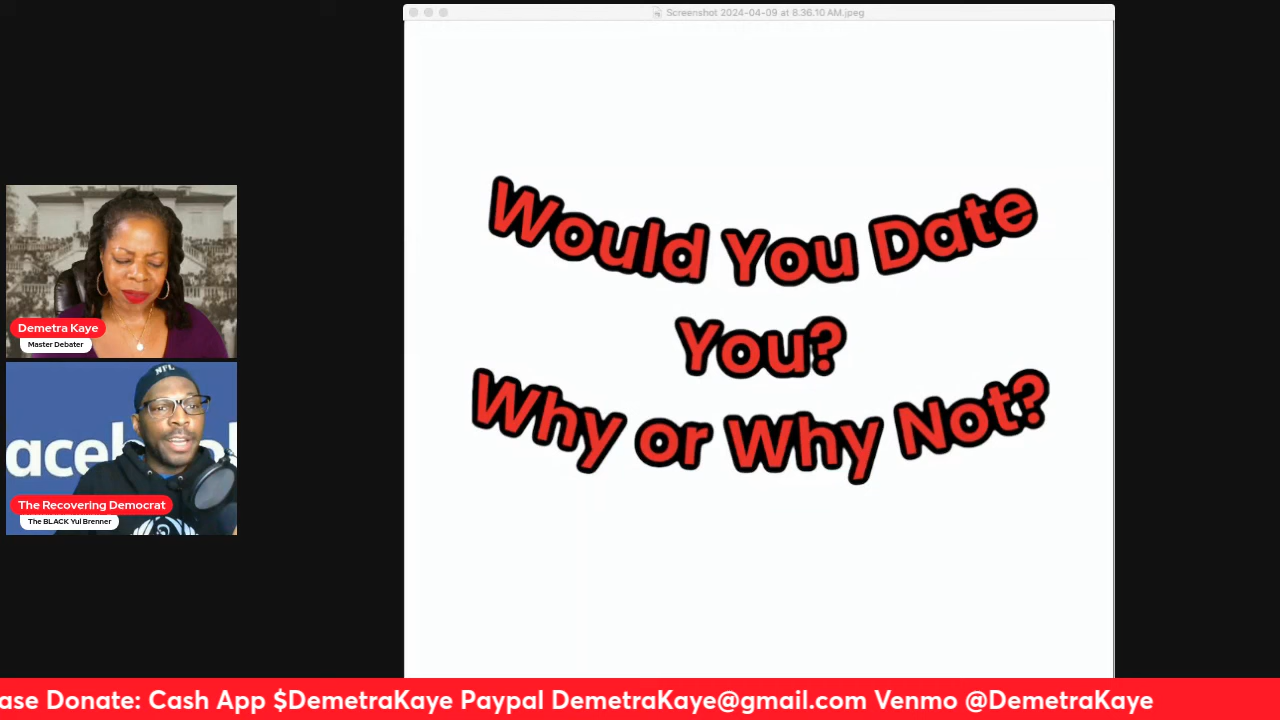 Screenshot 2024-04-09 at 8.36.10 AM.jpeg
Would You Date
You?
Why or Why Not?
Demetra Kaye
Master Debater
NFL
acebook
The Recovering Democrat
The BLACK Yul Brenner
ase Donate: Cash App $DemetraKaye Paypal DemetraKaye@gmail.com Venmo @DemetraKaye